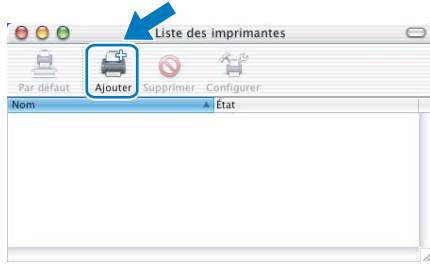 Liste des imprimantes
Par défaut Ajouter Supprimer Configurer
Nom État